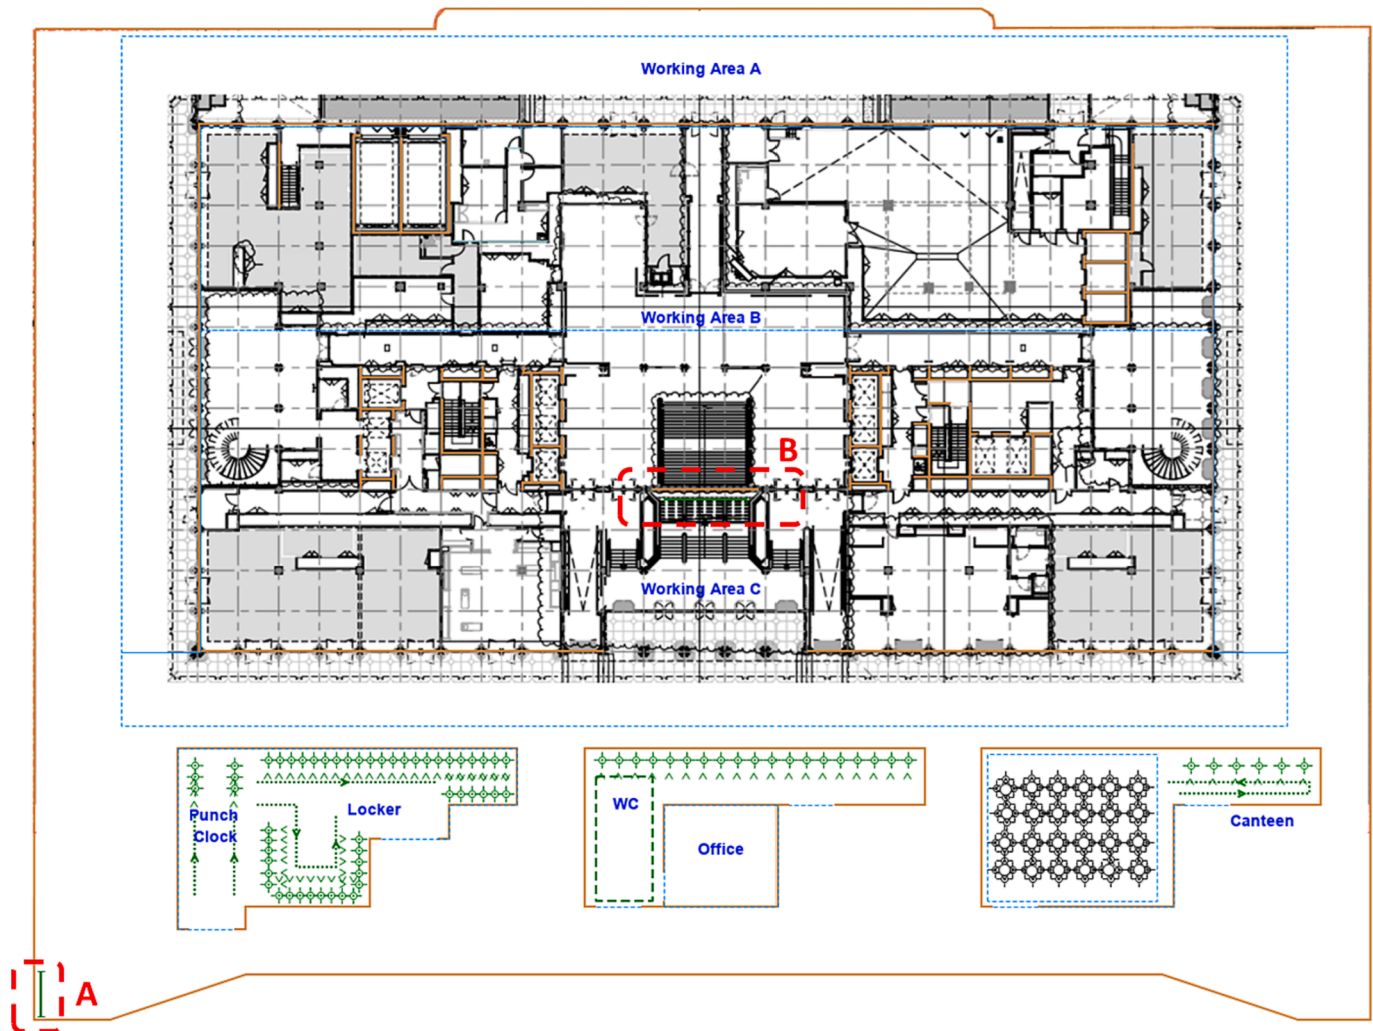 Working Area A
Working Area B
B
Working Area C
Punch
Clock
Locker
WC
Office
Canteen
A